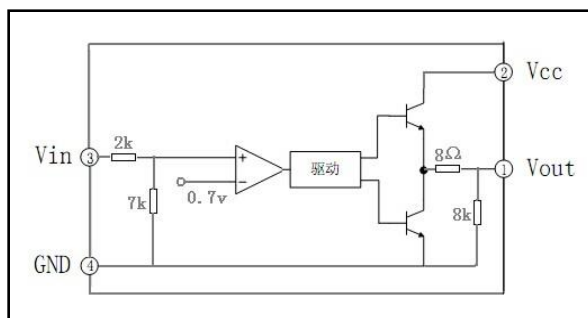 2 Vcc
2k
8Ω
Vin 3
+
驱动
1 Vout
7k
−
0.7v
8k
GND 4